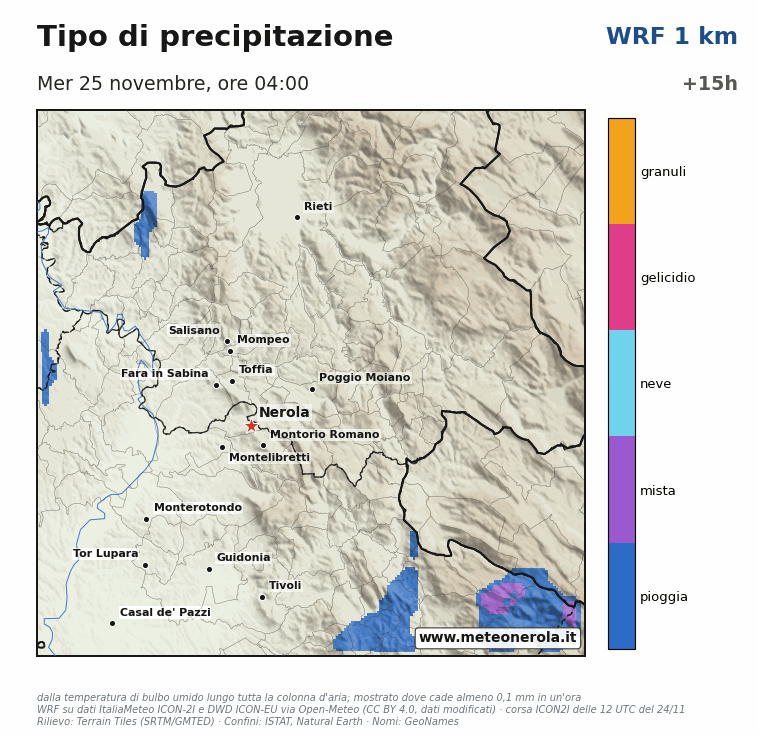 Tipo di precipitazione
WRF 1 km
Mer 25 novembre, ore 04:00
+15h
granuli
gelicidio
neve
mista
pioggia
Rieti
Salisano
Mompeo
Fara in Sabina
Toffia
Poggio Moiano
Nerola
Montorio Romano
Montelibretti
Monterotondo
Tor Lupara
Guidonia
Tivoli
Casal de' Pazzi
www.meteonerola.it
dalla temperatura di bulbo umido lungo tutta la colonna d'aria; mostrato dove cade almeno 0,1 mm in un'ora
WRF su dati ItaliaMeteo ICON-2I e DWD ICON-EU via Open-Meteo (CC BY 4.0, dati modificati) · corsa ICON2I delle 12 UTC del 24/11
Rilievo: Terrain Tiles (SRTM/GMTED) · Confini: ISTAT, Natural Earth · Nomi: GeoNames